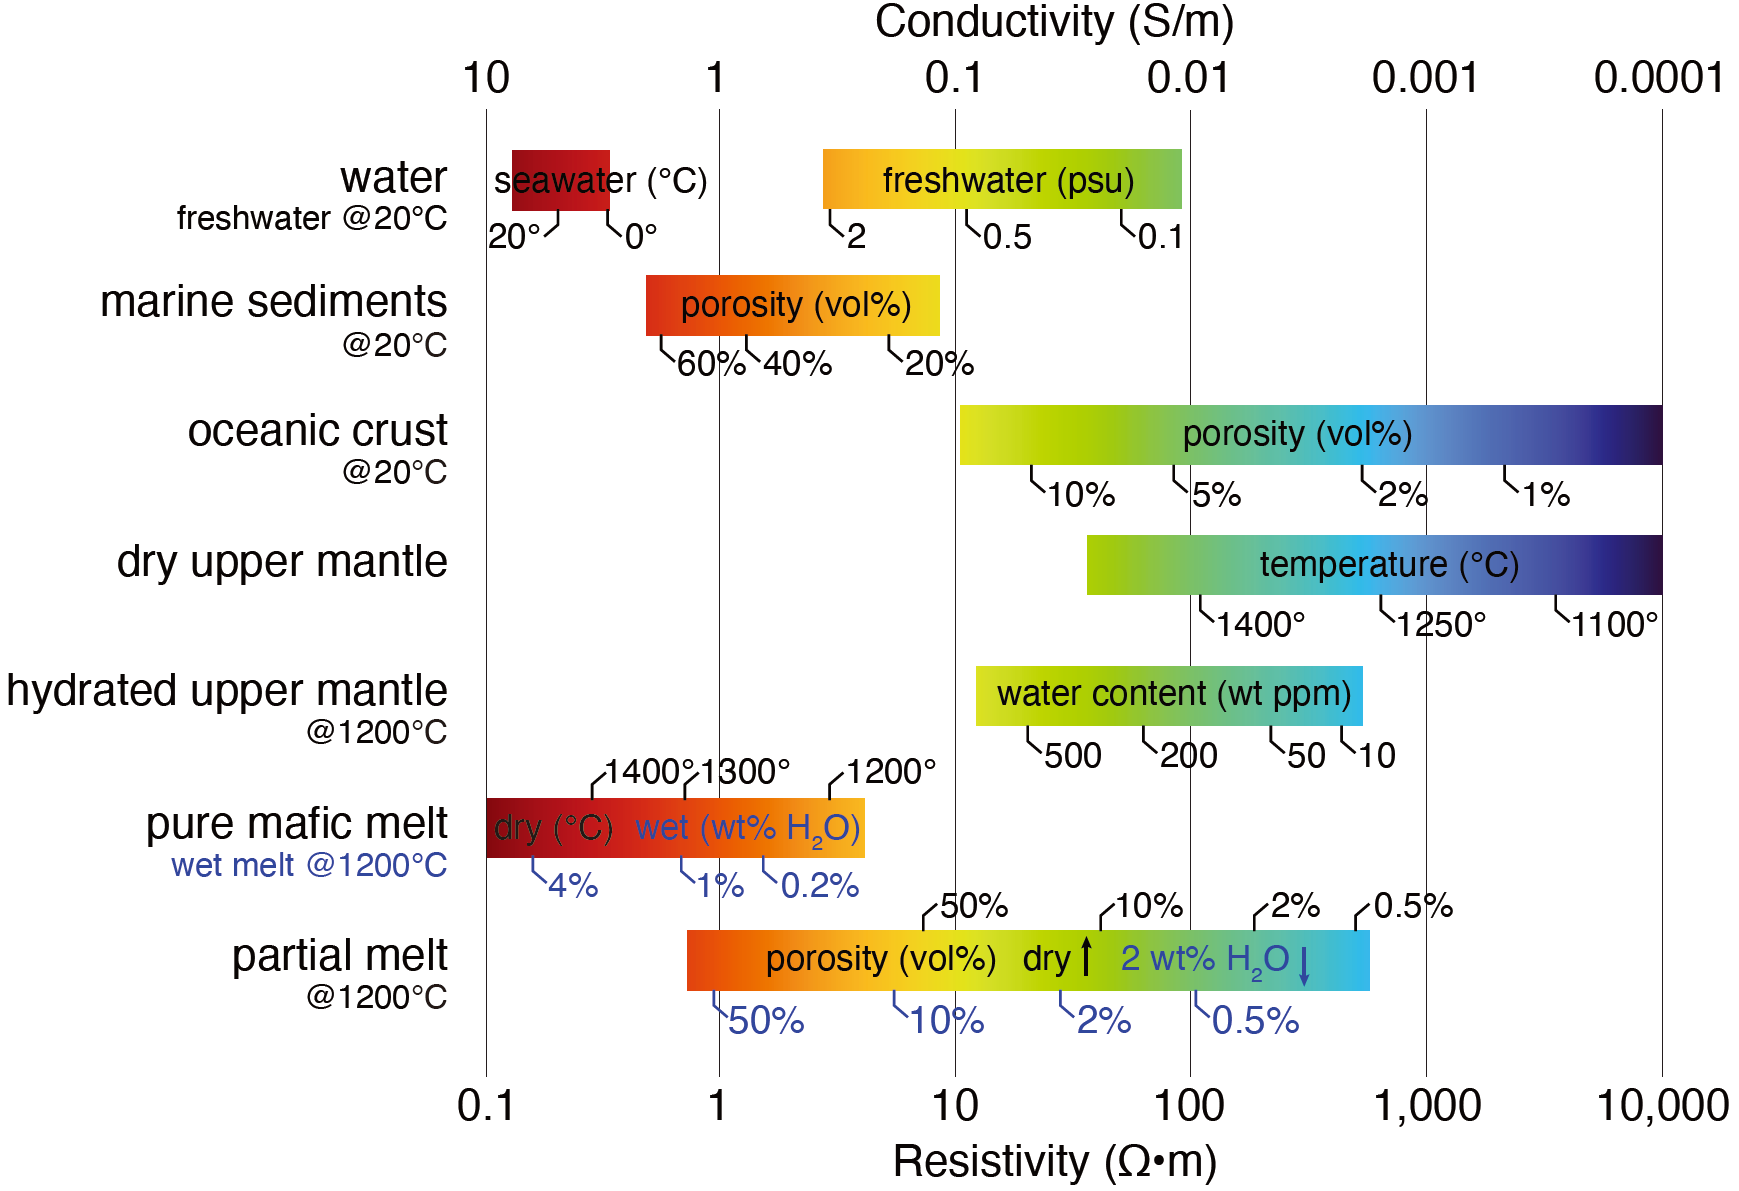 Conductivity (S/m)
10 1 0.1 0.01 0.001 0.0001
water
freshwater @20°C
seawater (°C)
20° 0°
freshwater (psu)
2 0.5 0.1
marine sediments
@20°C
porosity (vol%)
60% 40% 20%
oceanic crust
@20°C
porosity (vol%)
10% 5% 2% 1%
dry upper mantle
temperature (°C)
1400° 1250° 1100°
hydrated upper mantle
@1200°C
water content (wt ppm)
500 200 50 10
1400° 1300° 1200°
pure mafic melt
wet melt @1200°C
dry (°C) wet (wt% H₂O)
4% 1% 0.2%
50% 10% 2% 0.5%
partial melt
@1200°C
porosity (vol%) dry ↑ 2 wt% H₂O ↓
50% 10% 2% 0.5%
0.1 1 10 100 1,000 10,000
Resistivity (Ω•m)